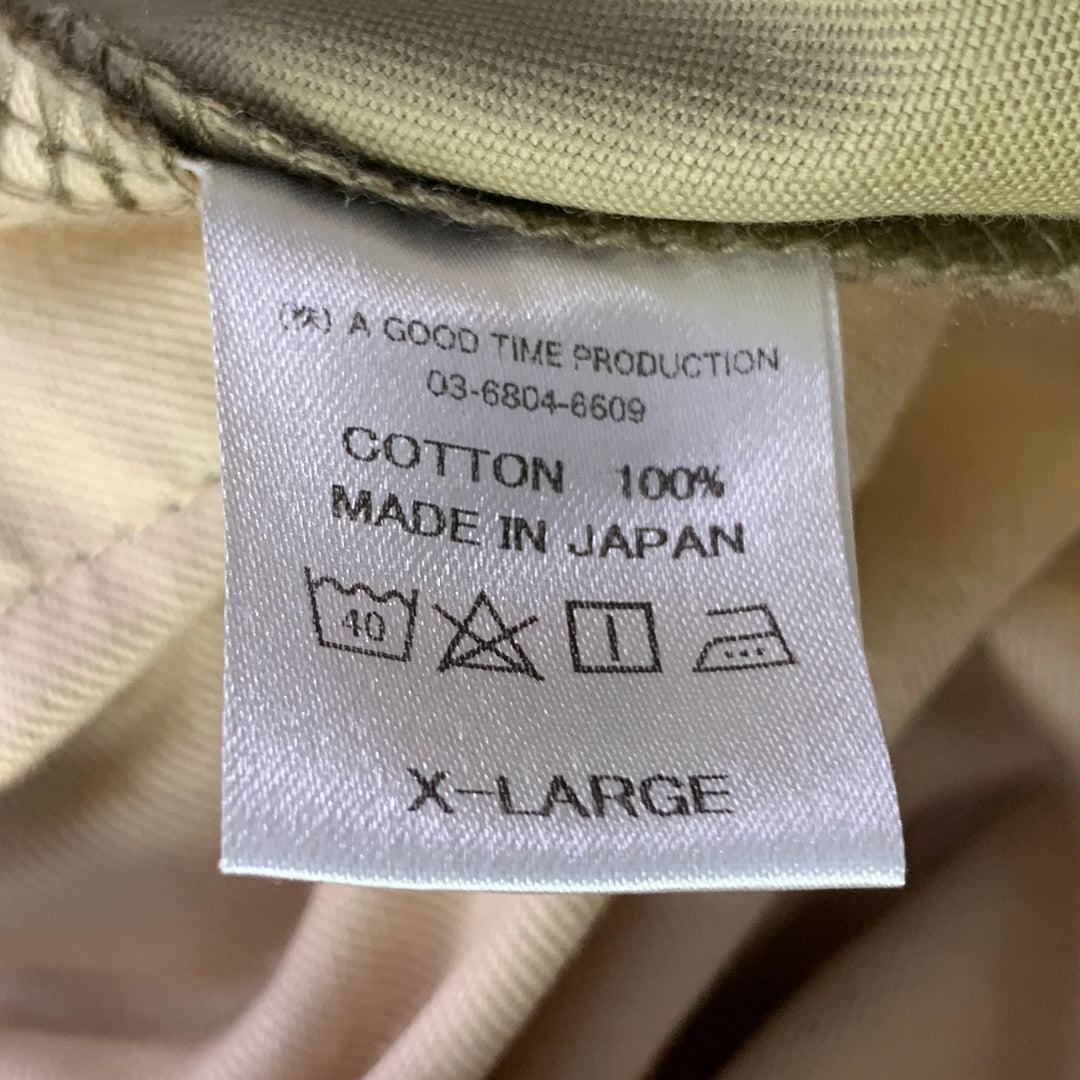 (株) A GOOD TIME PRODUCTION
03-6804-6609
COTTON 100%
MADE IN JAPAN
40
X-LARGE